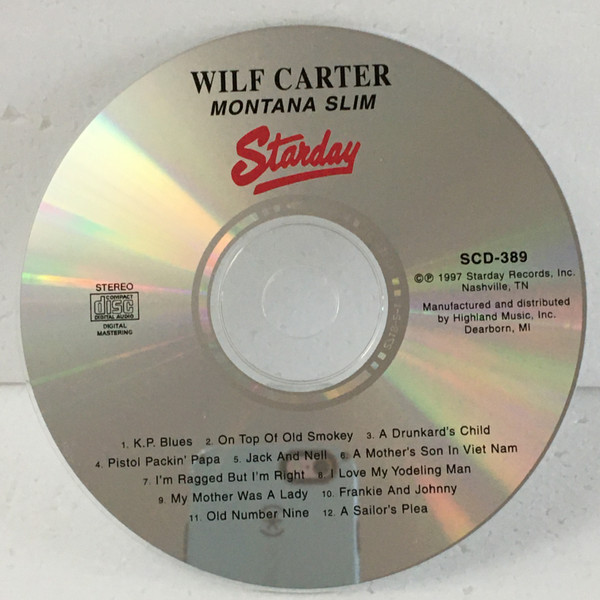 WILF CARTER
MONTANA SLIM
Starday
SCD-389
©℗ 1997 Starday Records, Inc.
Nashville, TN
Manufactured and distributed
by Highland Music, Inc.
Dearborn, MI
STEREO
COMPACT
disc
DIGITAL AUDIO
DIGITAL
MASTERING
1. K.P. Blues 2. On Top Of Old Smokey 3. A Drunkard's Child
4. Pistol Packin' Papa 5. Jack And Nell 6. A Mother's Son In Viet Nam
7. I'm Ragged But I'm Right 8. I Love My Yodeling Man
9. My Mother Was A Lady 10. Frankie And Johnny
11. Old Number Nine 12. A Sailor's Plea